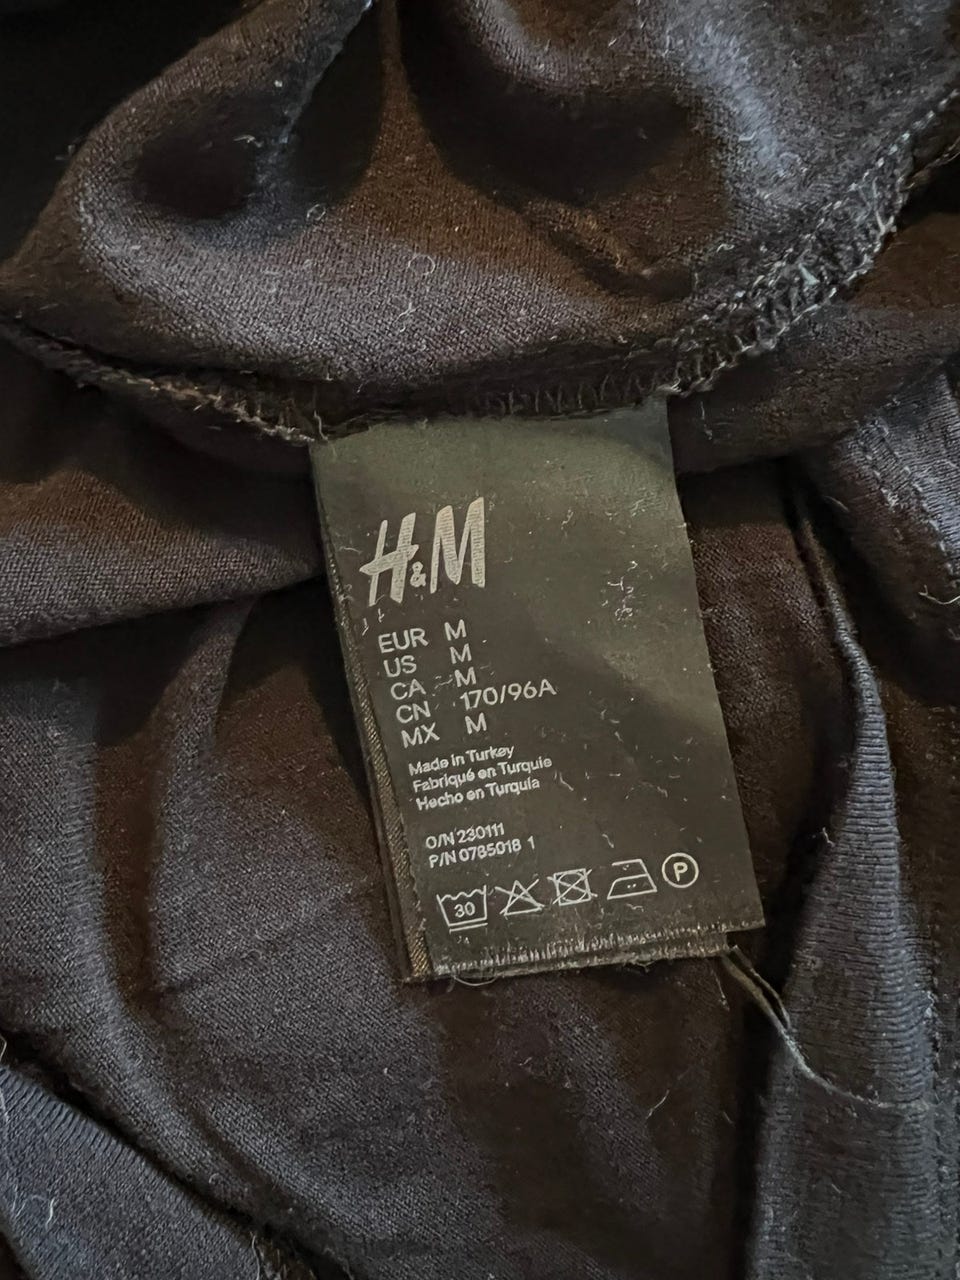 H&M
EUR M
US M
CA M
CN 170/96A
MX M
Made in Turkey
Fabriqué en Turquie
Hecho en Turquía
O/N 230111
P/N 0785018 1
30 P